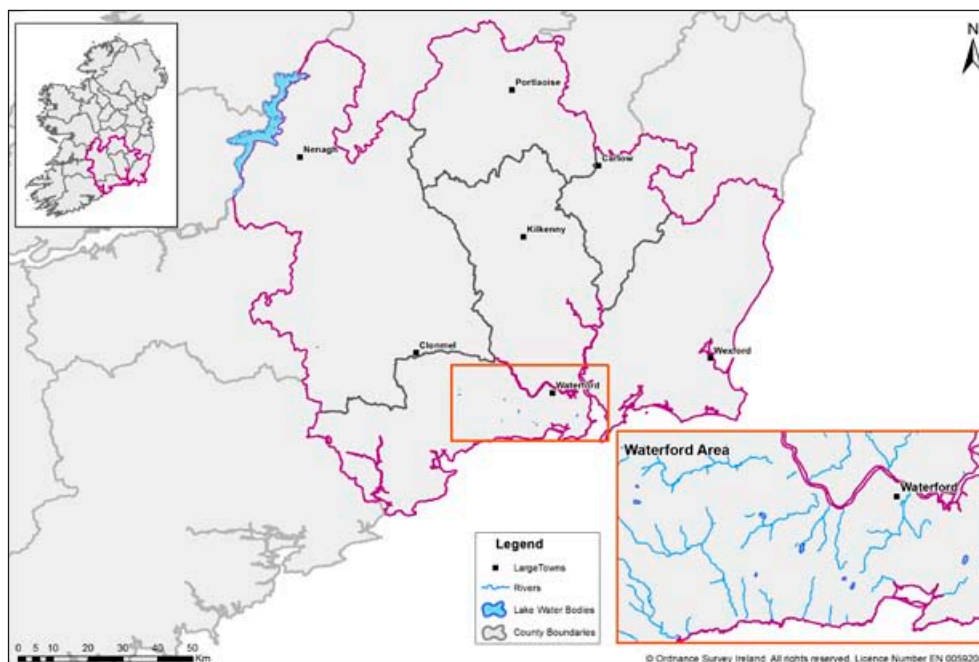 N
Portlaoise
Nenagh
Carlow
Kilkenny
Clonmel
Wexford
Waterford
Waterford Area
Waterford
Legend
LargeTowns
Rivers
Lake Water Bodies
County Boundaries
0 5 10 20 30 40 50
Km
© Ordnance Survey Ireland. All rights reserved. Licence Number EN 0059208